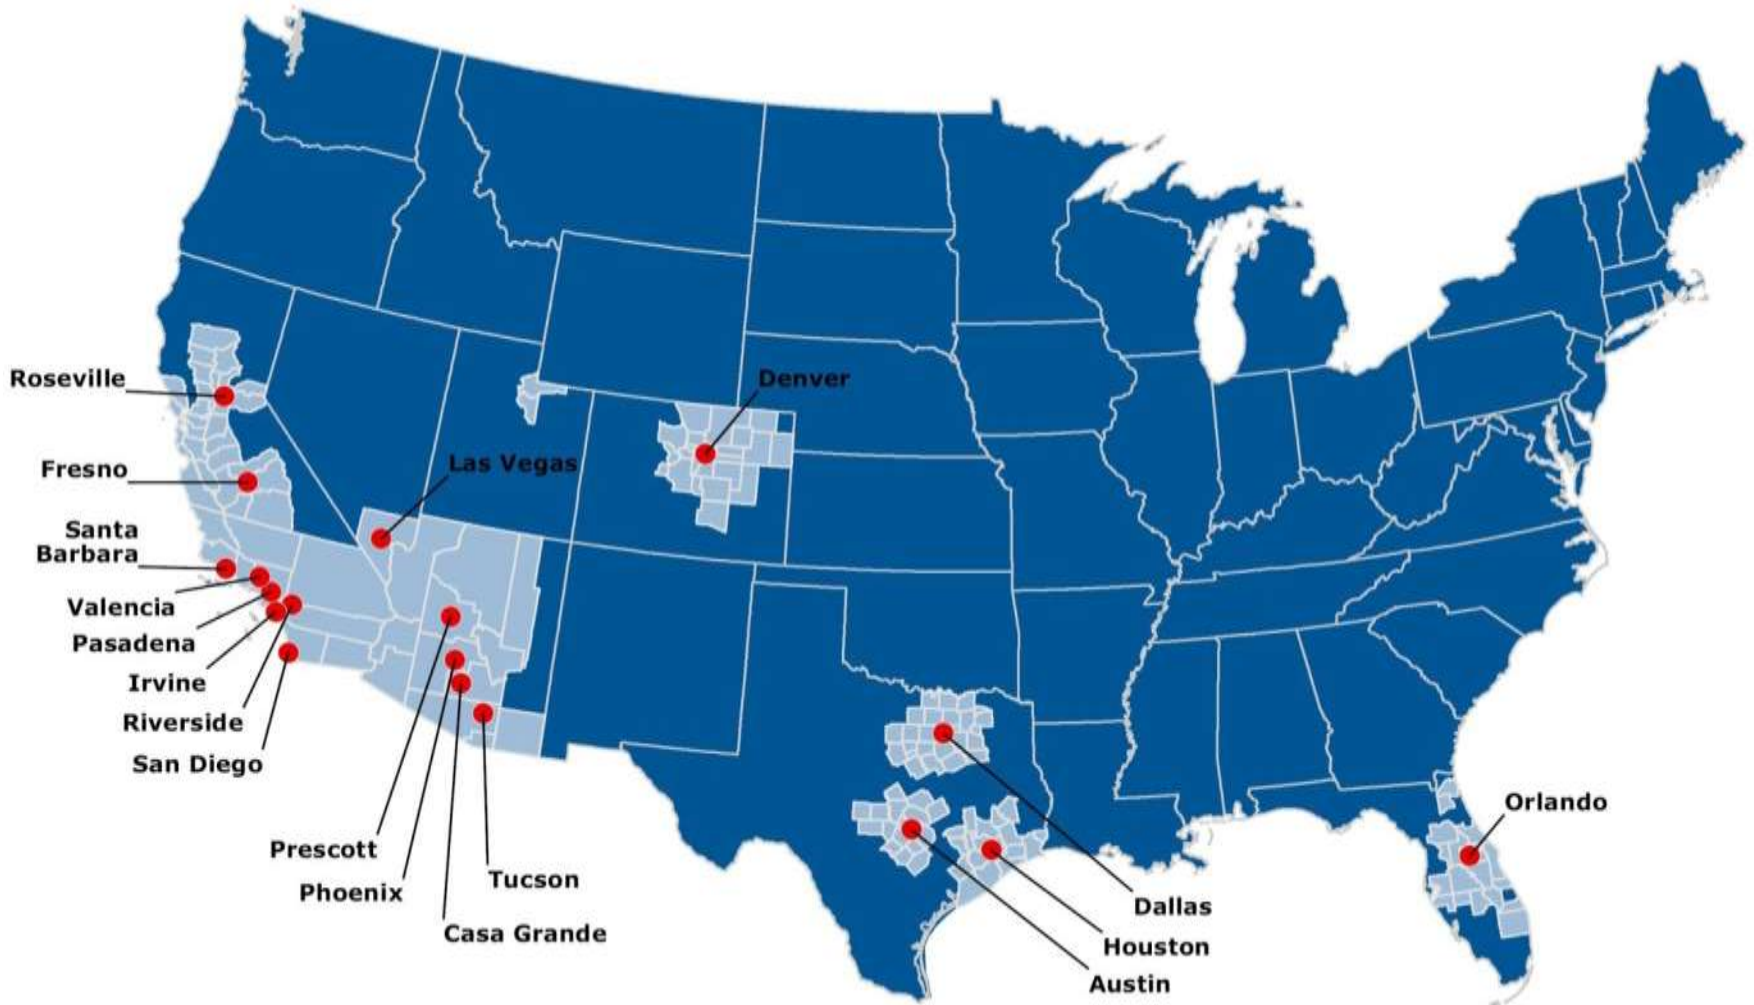 Roseville
Denver
Las Vegas
Fresno
Santa
Barbara
Valencia
Pasadena
Irvine
Riverside
San Diego
Orlando
Prescott
Phoenix
Tucson
Casa Grande
Dallas
Houston
Austin